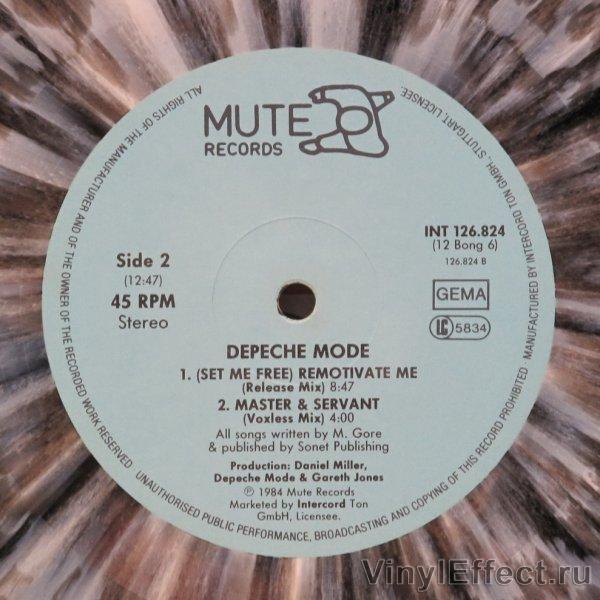 MUTE
RECORDS
INT 126.824
(12 Bong 6)
126.824 B
Side 2
(12:47)
45 RPM
Stereo
GEMA
LC 5834
DEPECHE MODE
1. (SET ME FREE) REMOTIVATE ME
(Release Mix) 8:47
2. MASTER & SERVANT
(Voxless Mix) 4:00
All songs written by M. Gore
& published by Sonet Publishing
Production: Daniel Miller,
Depeche Mode & Gareth Jones
℗ 1984 Mute Records
Marketed by Intercord Ton
GmbH, Licensee.
ALL RIGHTS OF THE MANUFACTURER AND OF THE OWNER OF THE RECORDED WORK RESERVED
UNAUTHORISED PUBLIC PERFORMANCE, BROADCASTING AND COPYING OF THIS RECORD PROHIBITED
MANUFACTURED BY INTERCORD TON GMBH, STUTTGART, LICENSEE.
VinylEffect.ru